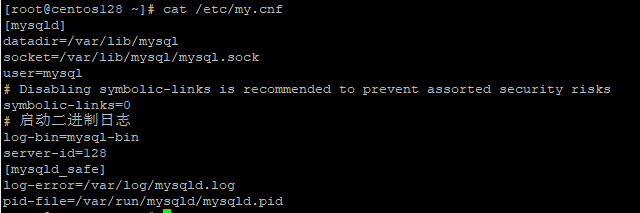 [root@centos128 ~]# cat /etc/my.cnf
[mysqld]
datadir=/var/lib/mysql
socket=/var/lib/mysql/mysql.sock
user=mysql
# Disabling symbolic-links is recommended to prevent assorted security risks
symbolic-links=0
# 启动二进制日志
log-bin=mysql-bin
server-id=128
[mysqld_safe]
log-error=/var/log/mysqld.log
pid-file=/var/run/mysqld/mysqld.pid